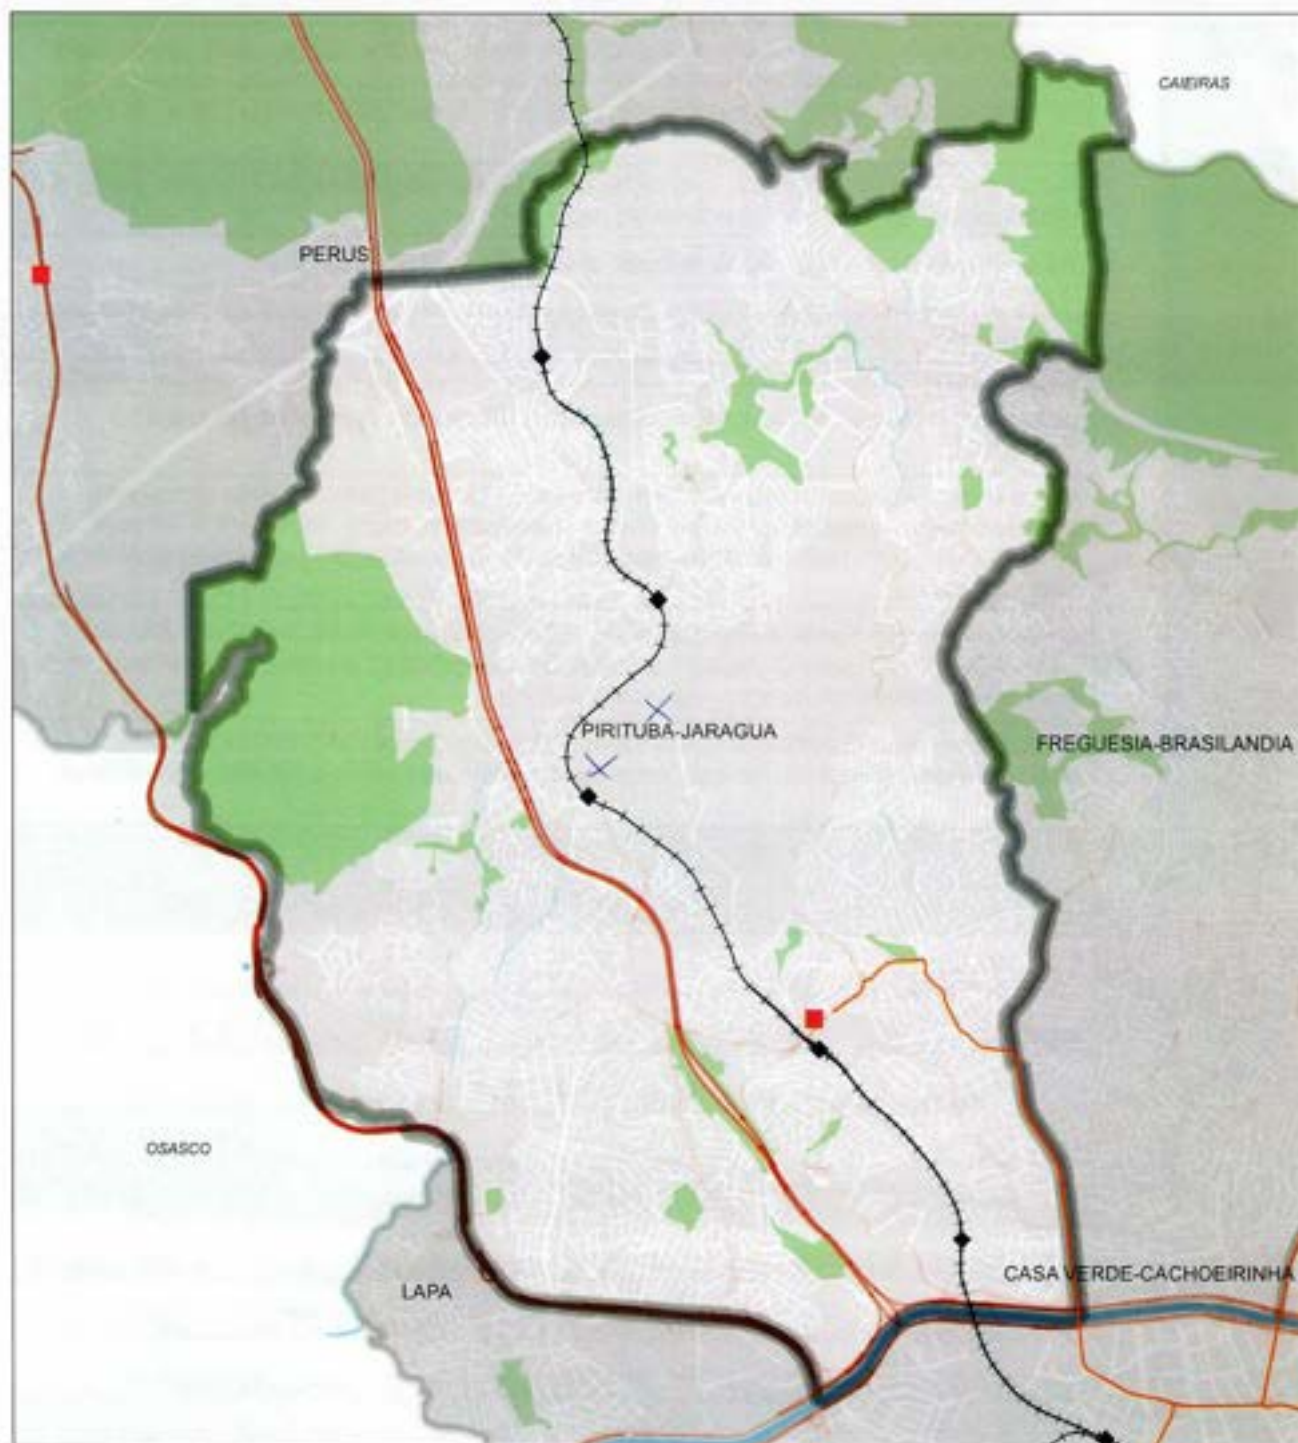 CAIEIRAS
PERUS
PIRITUBA-JARAGUA
FREGUESIA-BRASILANDIA
OSASCO
CASA VERDE-CACHOEIRINHA
LAPA